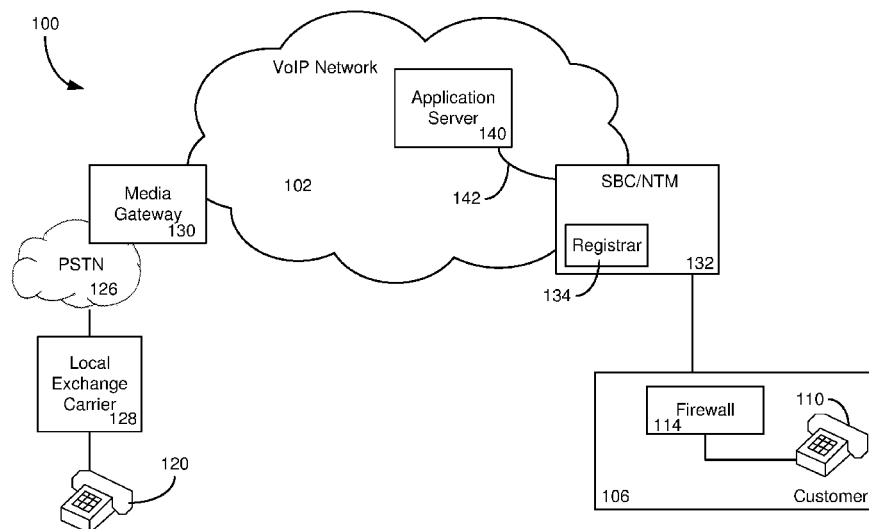 100
VoIP Network
Application
Server
140
102
142
SBC/NTM
Media
Gateway
130
Registrar
132
134
PSTN
126
Local
Exchange
Carrier
128
Firewall
114
110
120
106
Customer